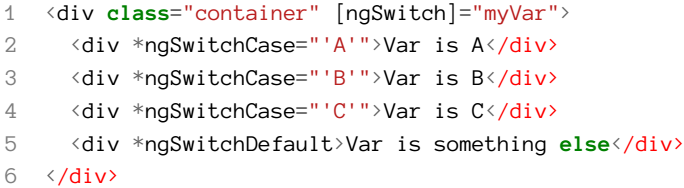 1 <div class="container" [ngSwitch]="myVar">
2   <div *ngSwitchCase="'A'">Var is A</div>
3   <div *ngSwitchCase="'B'">Var is B</div>
4   <div *ngSwitchCase="'C'">Var is C</div>
5   <div *ngSwitchDefault>Var is something else</div>
6 </div>